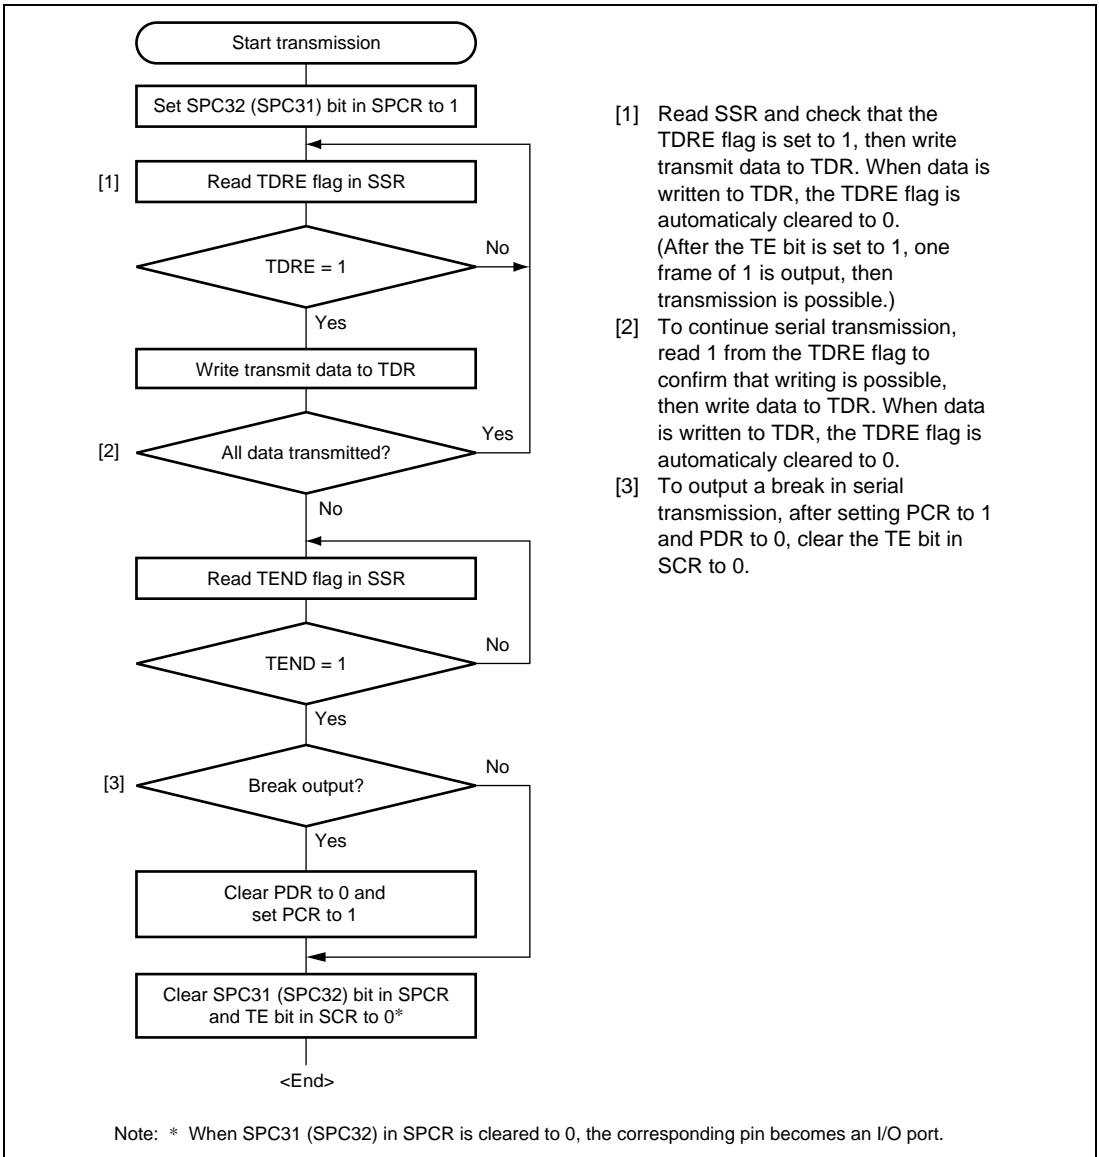 Start transmission
Set SPC32 (SPC31) bit in SPCR to 1
[1]
Read TDRE flag in SSR
TDRE = 1
No
Yes
Write transmit data to TDR
[2]
All data transmitted?
Yes
No
Read TEND flag in SSR
TEND = 1
No
Yes
[3]
Break output?
No
Yes
Clear PDR to 0 and
set PCR to 1
Clear SPC31 (SPC32) bit in SPCR
and TE bit in SCR to 0*
<End>
[1] Read SSR and check that the
TDRE flag is set to 1, then write
transmit data to TDR. When data is
written to TDR, the TDRE flag is
automaticaly cleared to 0.
(After the TE bit is set to 1, one
frame of 1 is output, then
transmission is possible.)
[2] To continue serial transmission,
read 1 from the TDRE flag to
confirm that writing is possible,
then write data to TDR. When data
is written to TDR, the TDRE flag is
automaticaly cleared to 0.
[3] To output a break in serial
transmission, after setting PCR to 1
and PDR to 0, clear the TE bit in
SCR to 0.
Note: * When SPC31 (SPC32) in SPCR is cleared to 0, the corresponding pin becomes an I/O port.